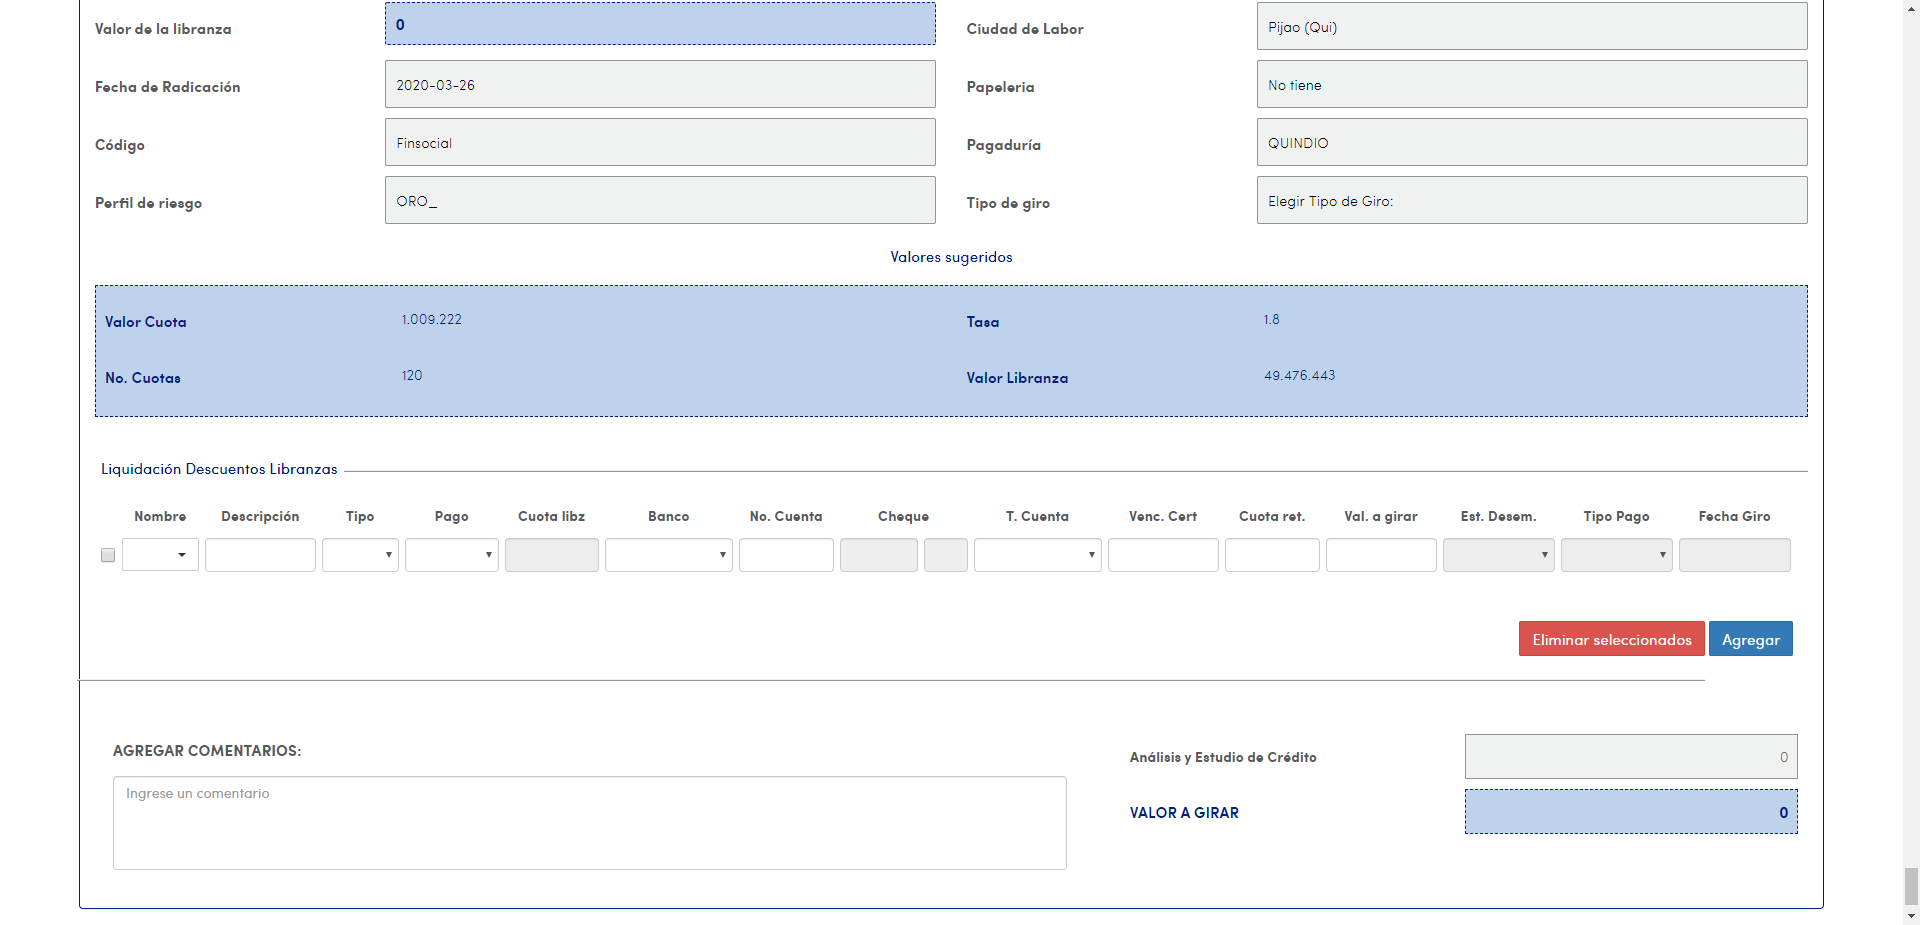 Valor de la libranza 0 Ciudad de Labor Pijao (Qui)
Fecha de Radicación 2020-03-26 Papeleria No tiene
Código Finsocial Pagaduría QUINDIO
Perfil de riesgo ORO_ Tipo de giro Elegir Tipo de Giro:
Valores sugeridos
Valor Cuota 1.009.222 Tasa 1.8
No. Cuotas 120 Valor Libranza 49.476.443
Liquidación Descuentos Libranzas
Nombre Descripción Tipo Pago Cuota libz Banco No. Cuenta Cheque T. Cuenta Venc. Cert Cuota ret. Val. a girar Est. Desem. Tipo Pago Fecha Giro
Eliminar seleccionados Agregar
AGREGAR COMENTARIOS:
Ingrese un comentario
Análisis y Estudio de Crédito 0
VALOR A GIRAR 0